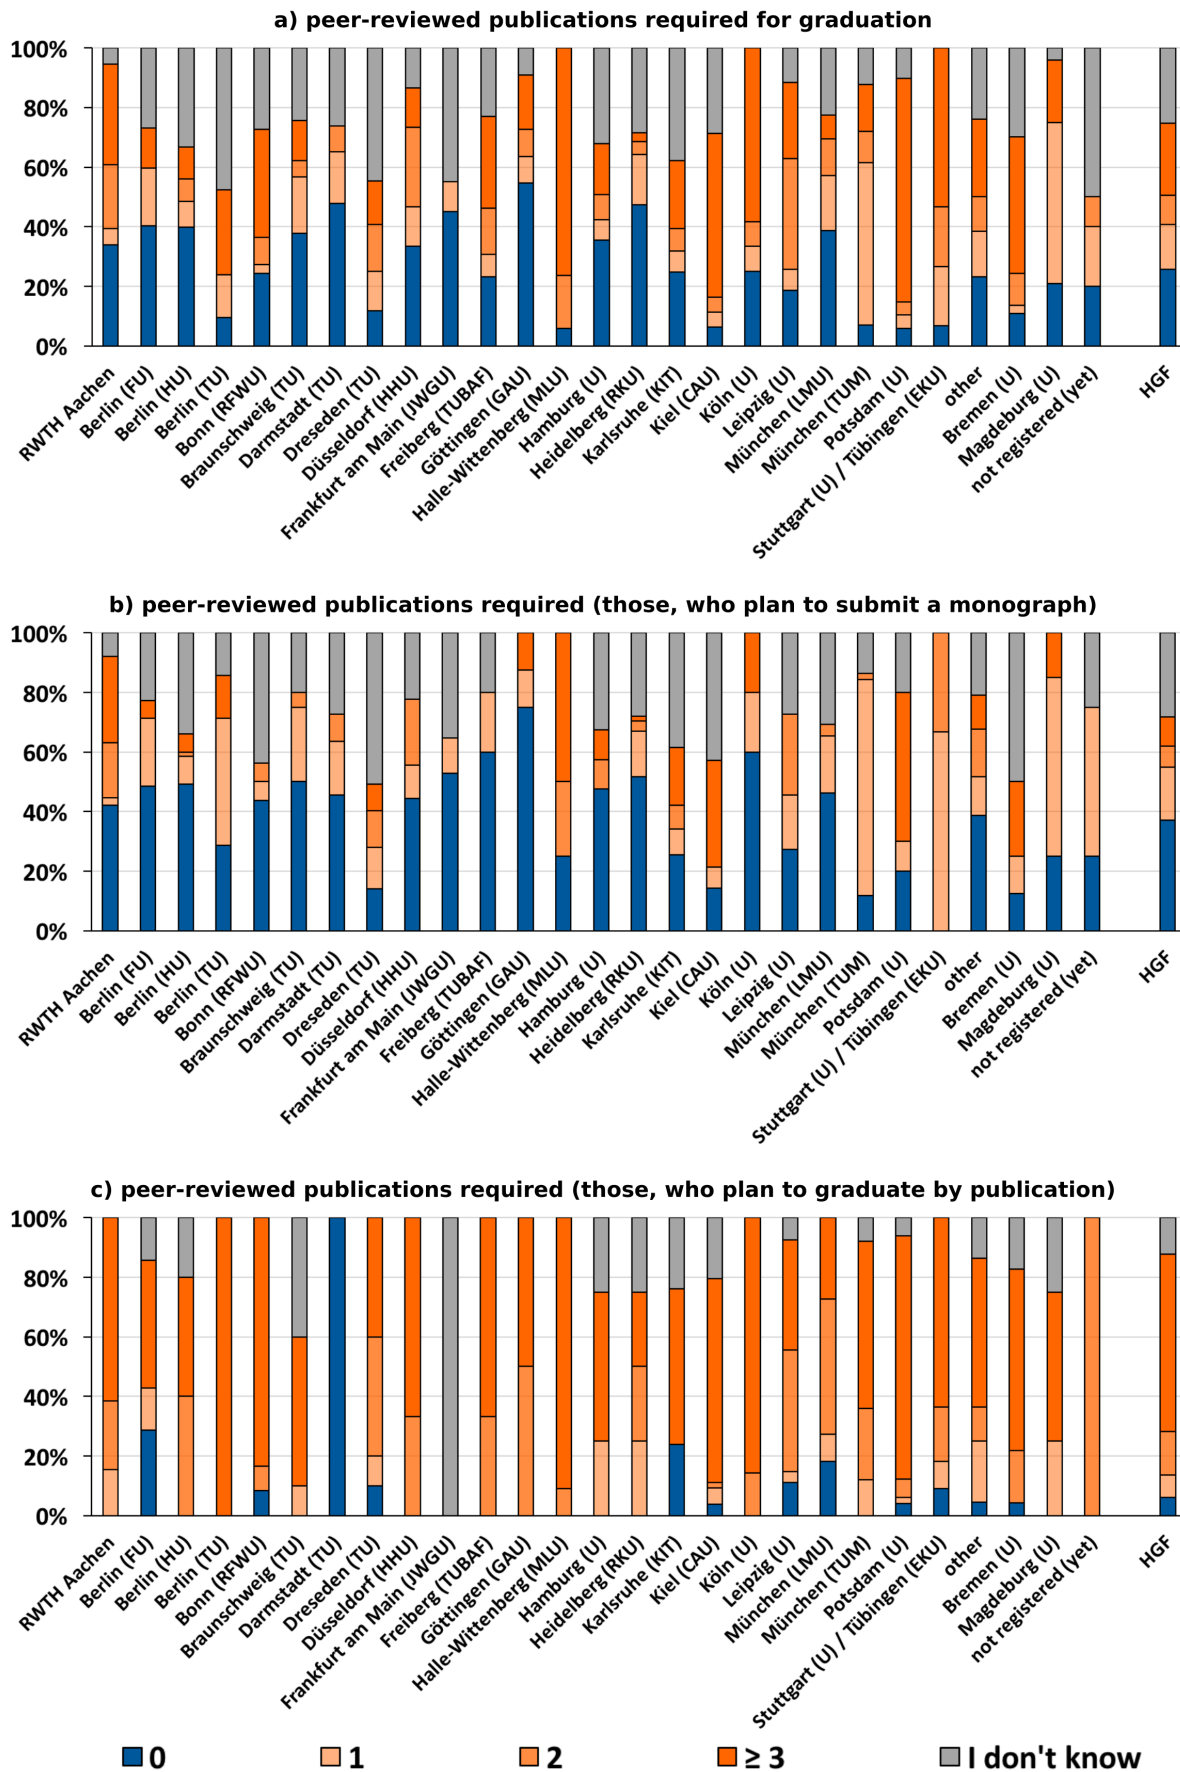 a) peer-reviewed publications required for graduation
100%
80%
60%
40%
20%
0%
RWTH Aachen
Berlin (FU)
Berlin (HU)
Berlin (TU)
Bonn (RFWU)
Braunschweig (TU)
Darmstadt (TU)
Dreseden (TU)
Düsseldorf (HHU)
Frankfurt am Main (JWGU)
Freiberg (TUBAF)
Göttingen (GAU)
Halle-Wittenberg (MLU)
Hamburg (U)
Heidelberg (RKU)
Karlsruhe (KIT)
Kiel (CAU)
Köln (U)
Leipzig (U)
München (LMU)
München (TUM)
Potsdam (U)
Stuttgart (U) / Tübingen (EKU)
other
Bremen (U)
Magdeburg (U)
not registered (yet)
HGF
b) peer-reviewed publications required (those, who plan to submit a monograph)
100%
80%
60%
40%
20%
0%
RWTH Aachen
Berlin (FU)
Berlin (HU)
Berlin (TU)
Bonn (RFWU)
Braunschweig (TU)
Darmstadt (TU)
Dresden (TU)
Düsseldorf (HHU)
Frankfurt am Main (JWGU)
Freiberg (TUBAF)
Göttingen (GAU)
Halle-Wittenberg (MLU)
Hamburg (U)
Heidelberg (RKU)
Karlsruhe (KIT)
Kiel (CAU)
Köln (U)
Leipzig (U)
München (LMU)
München (TUM)
Potsdam (U)
Stuttgart (U) / Tübingen (EKU)
other
Bremen (U)
Magdeburg (U)
not registered (yet)
HGF
c) peer-reviewed publications required (those, who plan to graduate by publication)
100%
80%
60%
40%
20%
0%
RWTH Aachen
Berlin (FU)
Berlin (HU)
Berlin (TU)
Bonn (RFWU)
Braunschweig (TU)
Darmstadt (TU)
Dresden (TU)
Düsseldorf (HHU)
Frankfurt am Main (JWGU)
Freiberg (TUBAF)
Göttingen (GAU)
Halle-Wittenberg (MLU)
Hamburg (U)
Heidelberg (RKU)
Karlsruhe (KIT)
Kiel (CAU)
Köln (U)
Leipzig (U)
München (LMU)
München (TUM)
Potsdam (U)
Stuttgart (U) / Tübingen (EKU)
other
Bremen (U)
Magdeburg (U)
not registered (yet)
HGF
0 1 2 ≥ 3 I don't know